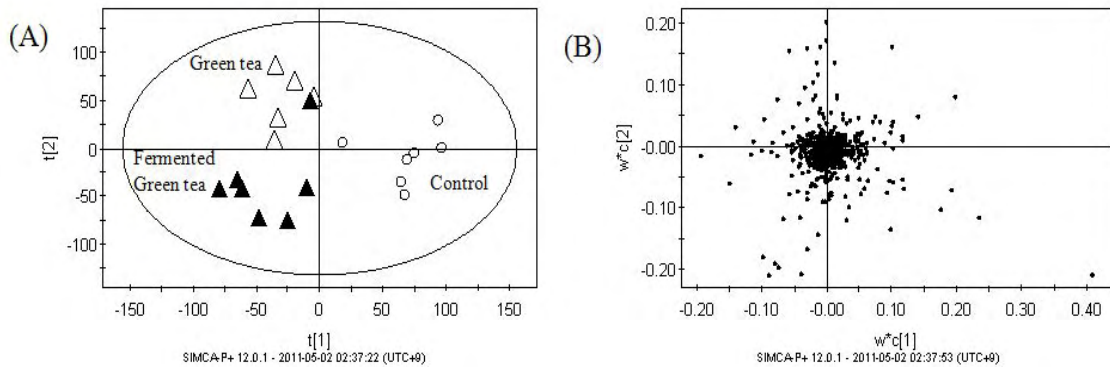 (A)
Green tea
Fermented
Green tea
Control
t[2]
100
50
0
-50
-100
-150
-100
-50
0
50
100
150
t[1]
SIMCA-P+ 12.0.1 - 2011-05-02 02:37:22 (UTC+9)
(B)
w*c[2]
0.20
0.10
-0.00
-0.10
-0.20
-0.20
-0.10
-0.00
0.10
0.20
0.30
0.40
w*c[1]
SIMCA-P+ 12.0.1 - 2011-05-02 02:37:53 (UTC+9)